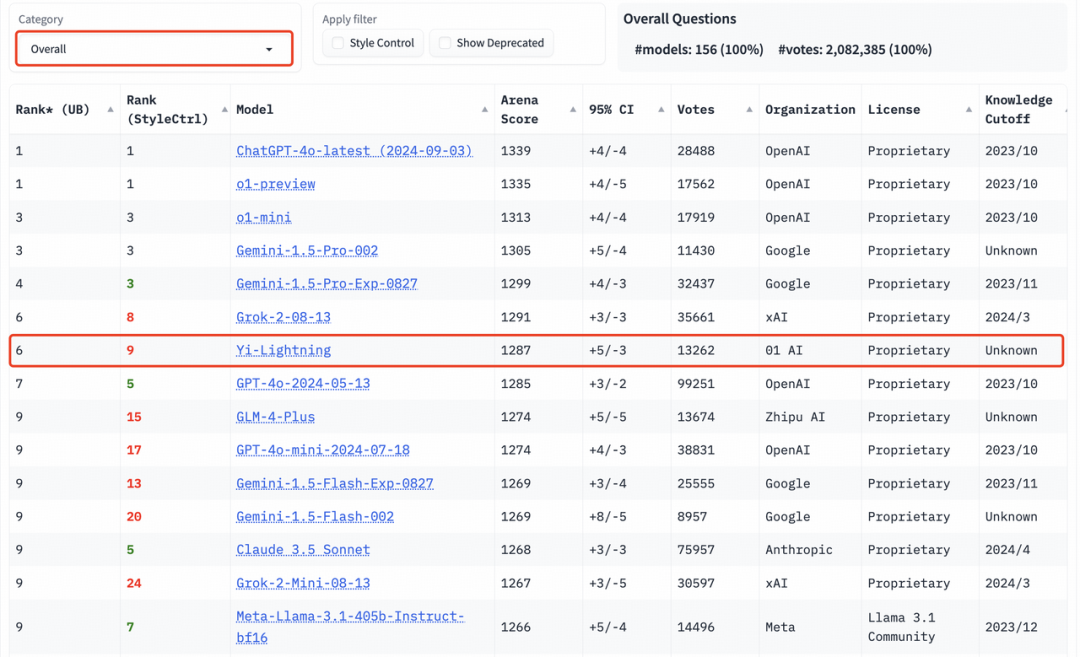 Category
Overall
Apply filter
Style Control Show Deprecated
Overall Questions
#models: 156 (100%) #votes: 2,082,385 (100%)
Rank* (UB) Rank (StyleCtrl) Model Arena Score 95% CI Votes Organization License Knowledge Cutoff
1 1 ChatGPT-4o-latest (2024-09-03) 1339 +4/-4 28488 OpenAI Proprietary 2023/10
1 1 o1-preview 1335 +4/-5 17562 OpenAI Proprietary 2023/10
3 3 o1-mini 1313 +4/-4 17919 OpenAI Proprietary 2023/10
3 3 Gemini-1.5-Pro-002 1305 +5/-4 11430 Google Proprietary Unknown
4 3 Gemini-1.5-Pro-Exp-0827 1299 +4/-3 32437 Google Proprietary 2023/11
6 8 Grok-2-08-13 1291 +3/-3 35661 xAI Proprietary 2024/3
6 9 Yi-Lightning 1287 +5/-3 13262 01 AI Proprietary Unknown
7 5 GPT-4o-2024-05-13 1285 +3/-2 99251 OpenAI Proprietary 2023/10
9 15 GLM-4-Plus 1274 +5/-5 13674 Zhipu AI Proprietary Unknown
9 17 GPT-4o-mini-2024-07-18 1274 +4/-3 38831 OpenAI Proprietary 2023/10
9 13 Gemini-1.5-Flash-Exp-0827 1269 +3/-4 25555 Google Proprietary 2023/11
9 20 Gemini-1.5-Flash-002 1269 +8/-5 8957 Google Proprietary Unknown
9 5 Claude 3.5 Sonnet 1268 +3/-3 75957 Anthropic Proprietary 2024/4
9 24 Grok-2-Mini-08-13 1267 +3/-5 30597 xAI Proprietary 2024/3
9 7 Meta-Llama-3.1-405b-Instruct-bf16 1266 +5/-4 14496 Meta Llama 3.1 Community 2023/12